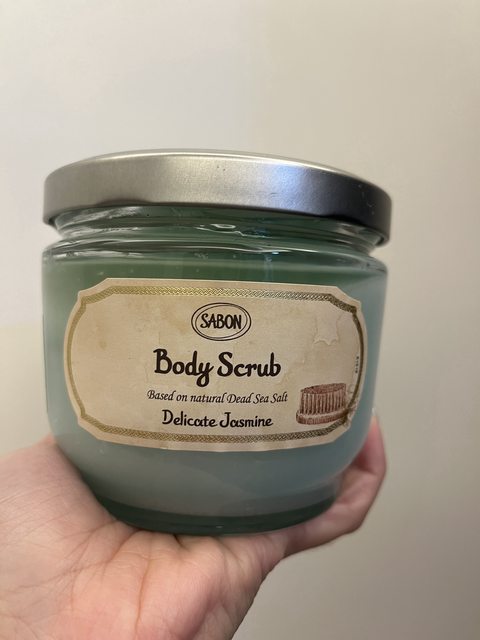 SABON
Body Scrub
Based on natural Dead Sea Salt
Delicate Jasmine